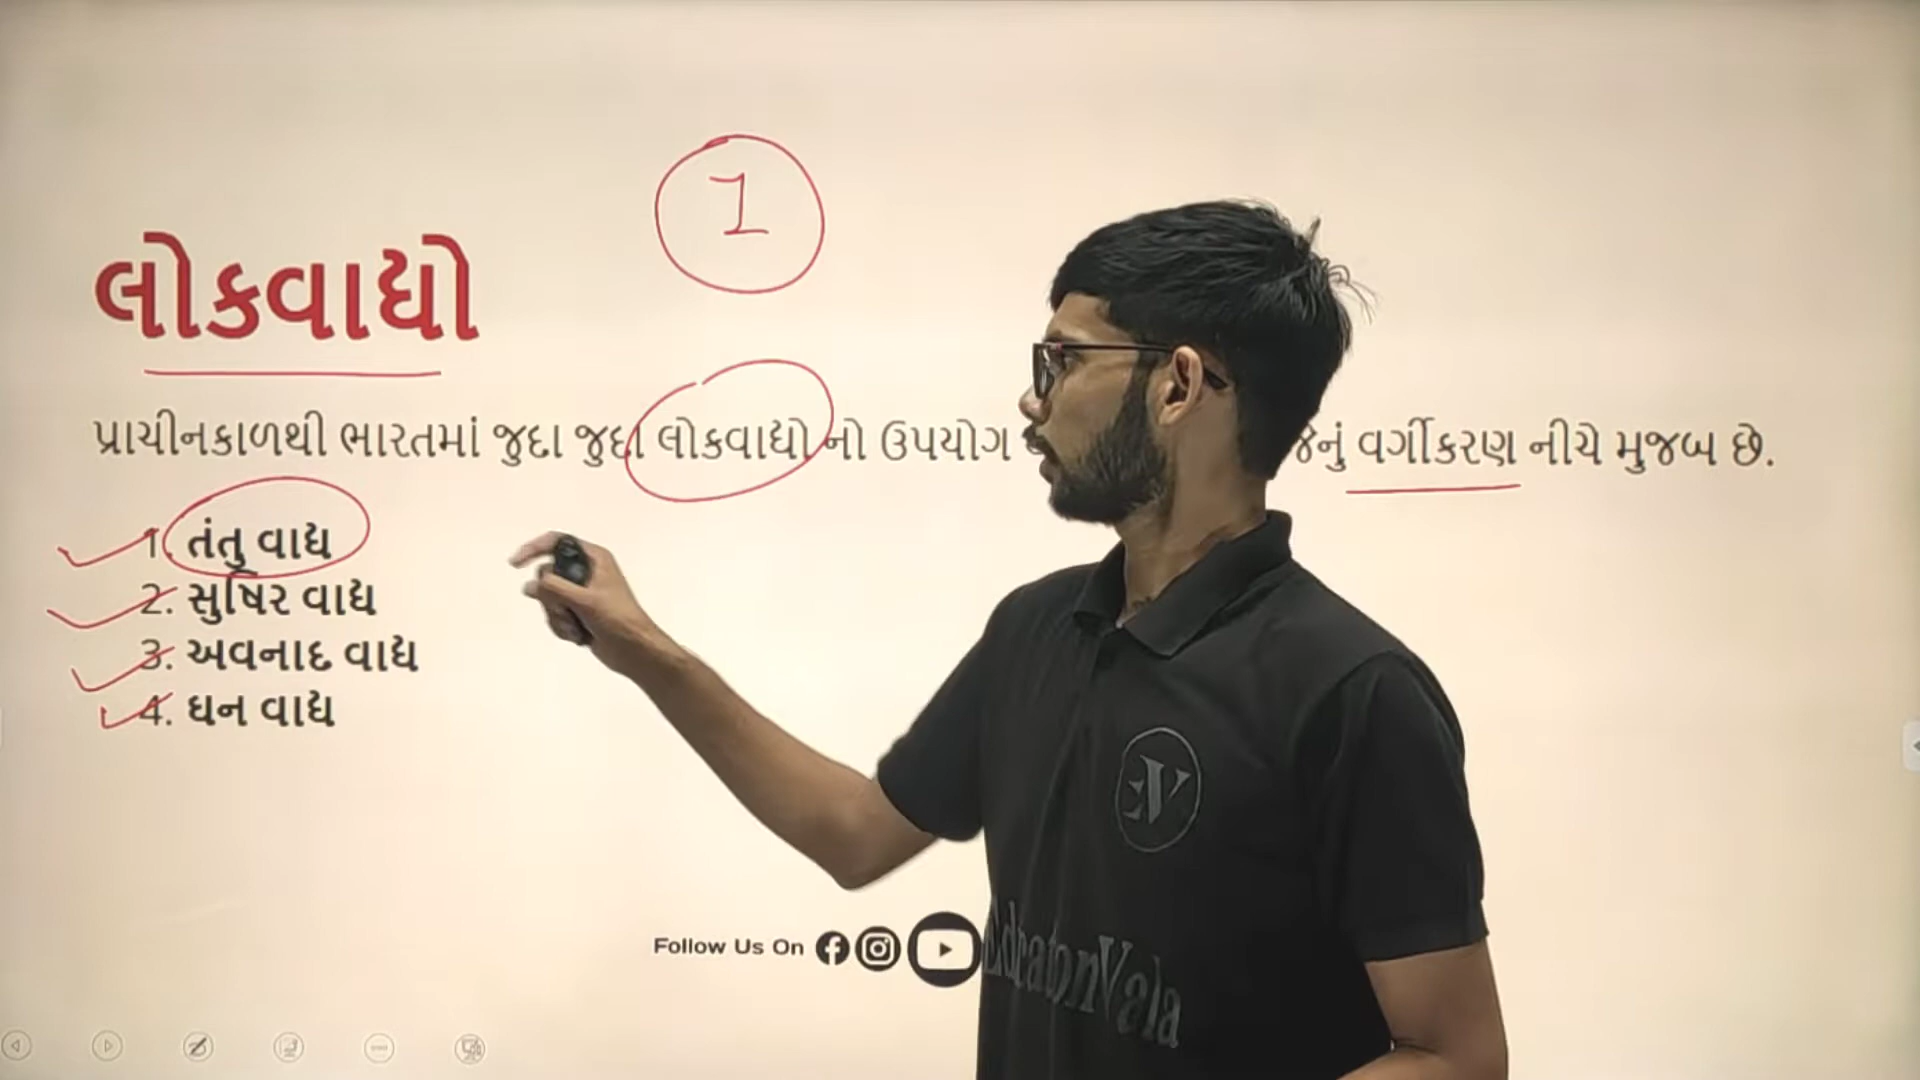 1
લોકવાદ્યો
પ્રાચીનકાળથી ભારતમાં જુદા જુદા લોકવાદ્યો નો ઉપયોગ જેનું વર્ગીકરણ નીચે મુજબ છે.
1. તંતુ વાદ્ય
2. સુષિર વાદ્ય
3. અવનાદ વાદ્ય
4. ઘન વાદ્ય
EV
Follow Us On